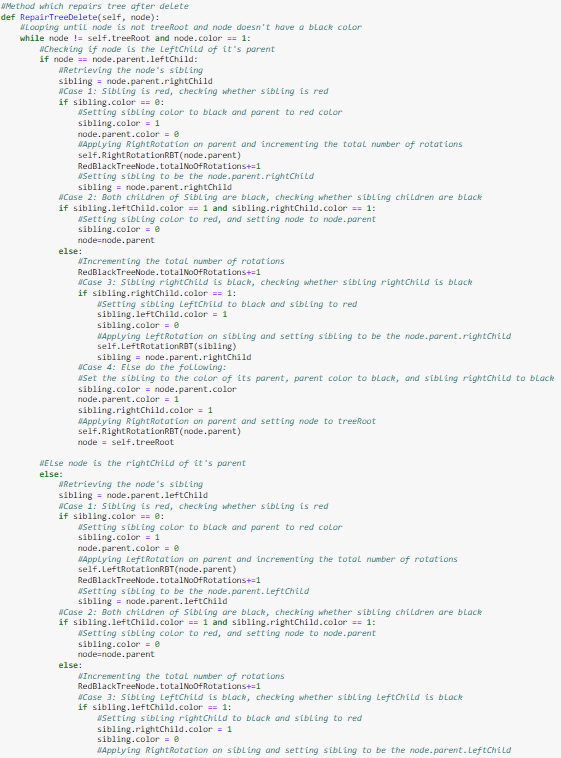 #Method which repairs tree after delete
def RepairTreeDelete(self, node):
    #Looping until node is not treeRoot and node doesn't have a black color
    while node != self.treeRoot and node.color == 1:
        #Checking if node is the leftChild of it's parent
        if node == node.parent.leftChild:
            #Retrieving the node's sibling
            sibling = node.parent.rightChild
            #Case 1: Sibling is red, checking whether sibling is red
            if sibling.color == 0:
                #Setting sibling color to black and parent to red color
                sibling.color = 1
                node.parent.color = 0
                #Applying RightRotation on parent and incrementing the total number of rotations
                self.RightRotationRBT(node.parent)
                RedBlackTreeNode.totalNoOfRotations+=1
                #Setting sibling to be the node.parent.rightChild
                sibling = node.parent.rightChild
            #Case 2: Both children of Sibling are black, checking whether sibling children are black
            if sibling.leftChild.color == 1 and sibling.rightChild.color == 1:
                #Setting sibling color to red, and setting node to node.parent
                sibling.color = 0
                node=node.parent
            else:
                #Incrementing the total number of rotations
                RedBlackTreeNode.totalNoOfRotations+=1
                #Case 3: Sibling rightChild is black, checking whether sibling rightChild is black
                if sibling.rightChild.color == 1:
                    #Setting sibling leftChild to black and sibling to red
                    sibling.leftChild.color = 1
                    sibling.color = 0
                    #Applying LeftRotation on sibling and setting sibling to be the node.parent.rightChild
                    self.LeftRotationRBT(sibling)
                    sibling = node.parent.rightChild
                #Case 4: Else do the following:
                #Set the sibling to the color of its parent, parent color to black, and sibling rightChild to black
                sibling.color = node.parent.color
                node.parent.color = 1
                sibling.rightChild.color = 1
                #Applying RightRotation on parent and setting node to treeRoot
                self.RightRotationRBT(node.parent)
                node = self.treeRoot

        #Else node is the rightChild of it's parent
        else:
            #Retrieving the node's sibling
            sibling = node.parent.leftChild
            #Case 1: Sibling is red, checking whether sibling is red
            if sibling.color == 0:
                #Setting sibling color to black and parent to red color
                sibling.color = 1
                node.parent.color = 0
                #Applying LeftRotation on parent and incrementing the total number of rotations
                self.LeftRotationRBT(node.parent)
                RedBlackTreeNode.totalNoOfRotations+=1
                #Setting sibling to be the node.parent.leftChild
                sibling = node.parent.leftChild
            #Case 2: Both children of Sibling are black, checking whether sibling children are black
            if sibling.leftChild.color == 1 and sibling.rightChild.color == 1:
                #Setting sibling color to red, and setting node to node.parent
                sibling.color = 0
                node=node.parent
            else:
                #Incrementing the total number of rotations
                RedBlackTreeNode.totalNoOfRotations+=1
                #Case 3: Sibling leftChild is black, checking whether sibling leftChild is black
                if sibling.leftChild.color == 1:
                    #Setting sibling rightChild to black and sibling to red
                    sibling.rightChild.color = 1
                    sibling.color = 0
                    #Applying RightRotation on sibling and setting sibling to be the node.parent.leftChild